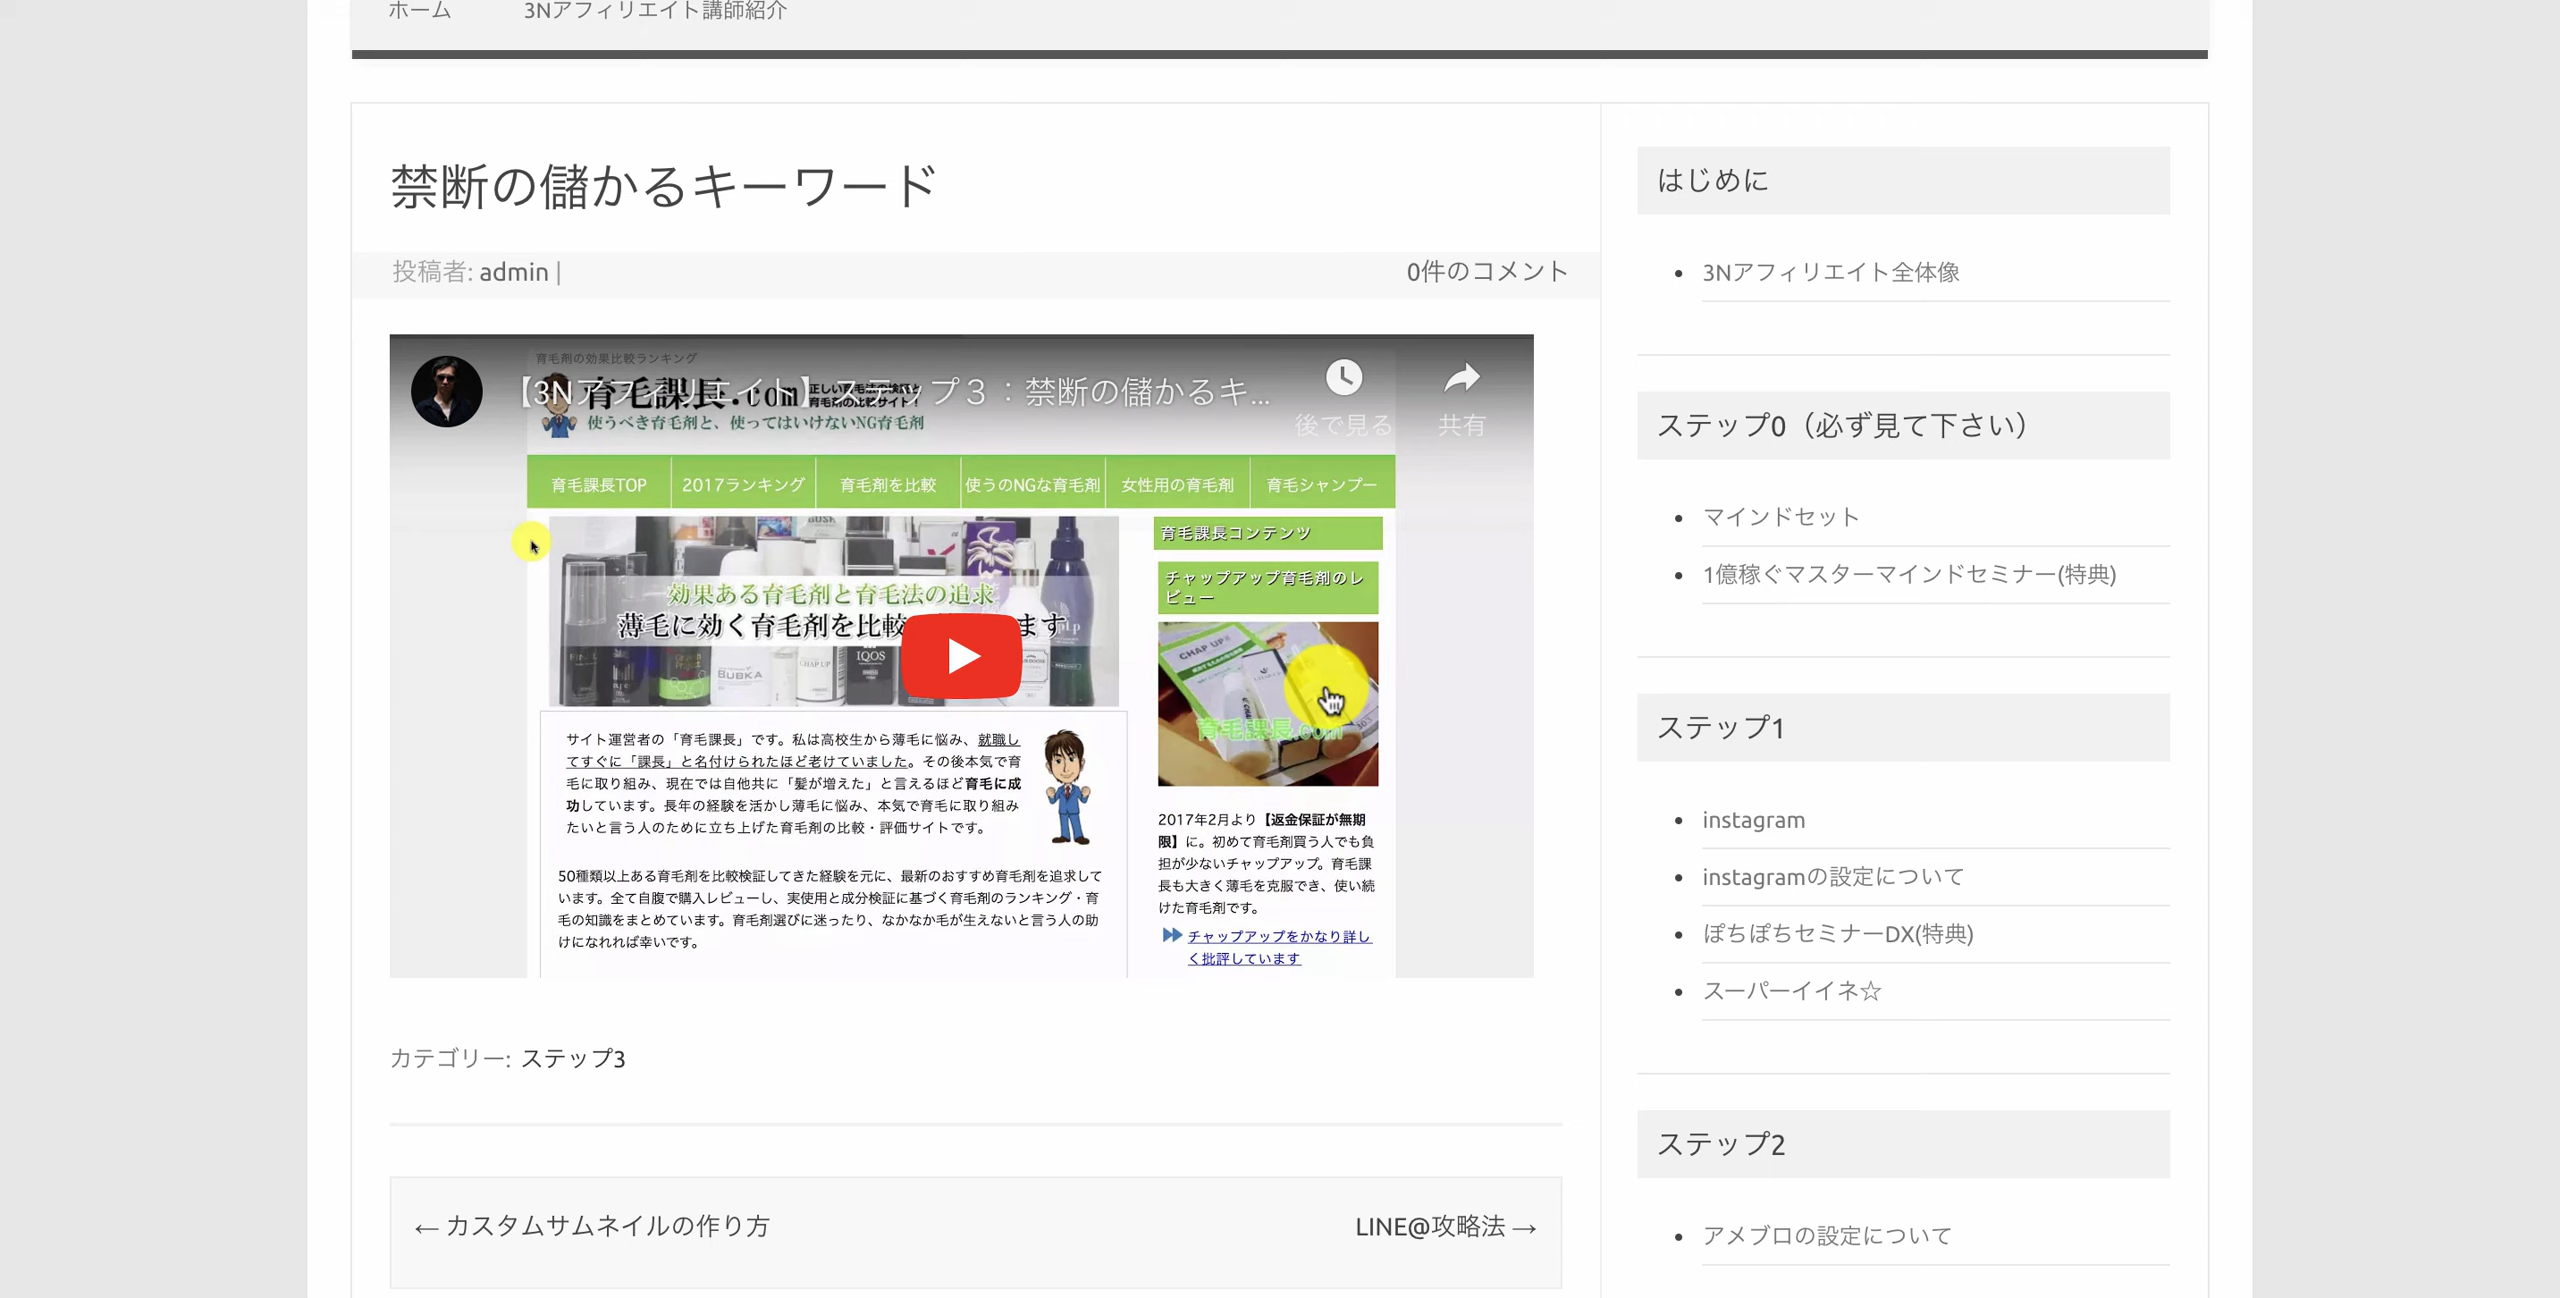 ホーム
3Nアフィリエイト講師紹介
禁断の儲かるキーワード
投稿者: admin |
0件のコメント
育毛剤の効果比較ランキング
【3Nアフィリエイト】ステップ３：禁断の儲かるキ...
育毛課長.com
使うべき育毛剤と、使ってはいけないNG育毛剤
後で見る
共有
育毛課長TOP
2017ランキング
育毛剤を比較
使うのNGな育毛剤
女性用の育毛剤
育毛シャンプー
効果ある育毛剤と育毛法の追求
薄毛に効く育毛剤を比較
ます
BUBKA
CHAP UP
IQOS
サイト運営者の「育毛課長」です。私は高校生から薄毛に悩み、就職し
てすぐに「課長」と名付けられたほど老けていました。その後本気で育
毛に取り組み、現在では自他共に「髪が増えた」と言えるほど育毛に成
功しています。長年の経験を活かし薄毛に悩み、本気で育毛に取り組み
たいと言う人のために立ち上げた育毛剤の比較・評価サイトです。
50種類以上ある育毛剤を比較検証してきた経験を元に、最新のおすすめ育毛剤を追求して
います。全て自腹で購入レビューし、実使用と成分検証に基づく育毛剤のランキング・育
毛の知識をまとめています。育毛剤選びに迷ったり、なかなか毛が生えないと言う人の助
けになれれば幸いです。
育毛課長コンテンツ
チャップアップ育毛剤のレ
ビュー
CHAP UP
育毛課長.com
2017年2月より【返金保証が無期
限】に。初めて育毛剤買う人でも負
担が少ないチャップアップ。育毛課
長も大きく薄毛を克服でき、使い続
けた育毛剤です。
チャップアップをかなり詳し
く批評しています
カテゴリー: ステップ3
← カスタムサムネイルの作り方
LINE@攻略法 →
はじめに
3Nアフィリエイト全体像
ステップ0（必ず見て下さい）
マインドセット
1億稼ぐマスターマインドセミナー(特典)
ステップ1
instagram
instagramの設定について
ぽちぽちセミナーDX(特典)
スーパーイイネ☆
ステップ2
アメブロの設定について